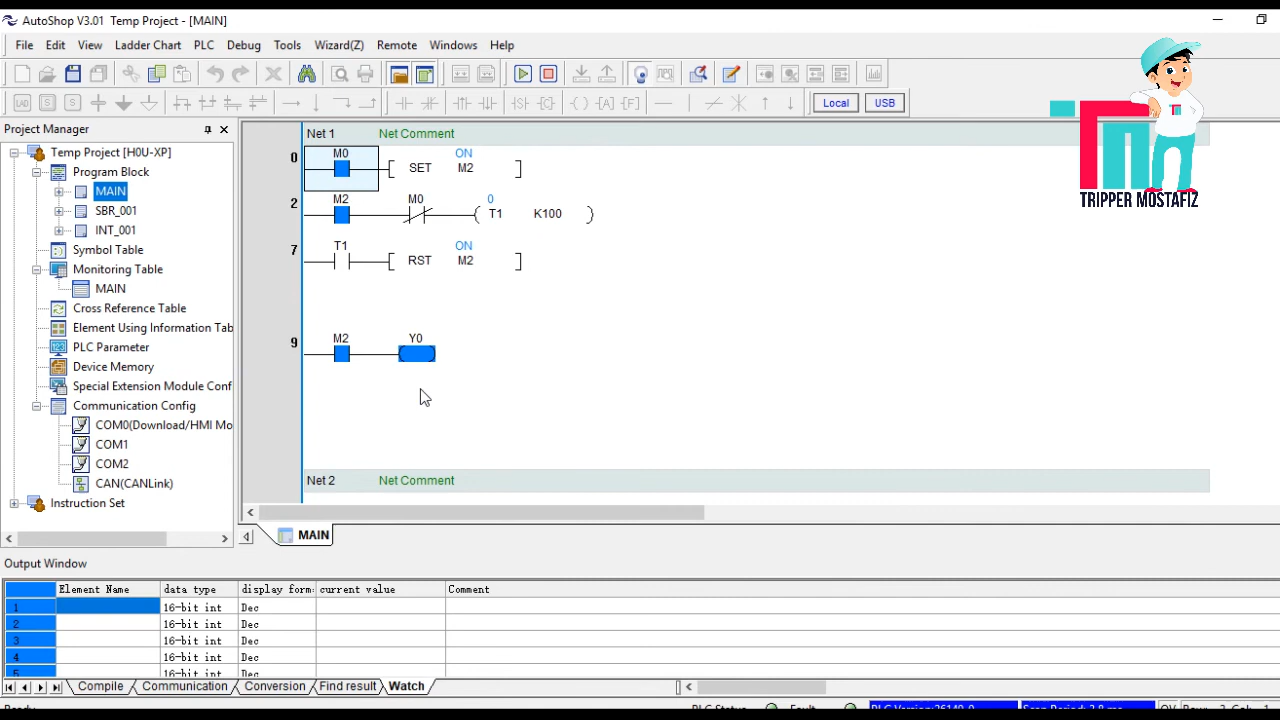 AutoShop V3.01 Temp Project - [MAIN]
File Edit View Ladder Chart PLC Debug Tools Wizard(Z) Remote Windows Help
Local USB
TRIPPER MOSTAFIZ
Project Manager
Temp Project [H0U-XP]
Program Block
MAIN
SBR_001
INT_001
Symbol Table
Monitoring Table
MAIN
Cross Reference Table
Element Using Information Tab
PLC Parameter
Device Memory
Special Extension Module Conf
Communication Config
COM0(Download/HMI Mo
COM1
COM2
CAN(CANLink)
Instruction Set
Net 1 Net Comment
0 M0 ON
[ SET M2 ]
2 M2 M0 0
( T1 K100 )
7 T1 ON
[ RST M2 ]
9 M2 Y0
Net 2 Net Comment
MAIN
Output Window
Element Name data type display form: current value Comment
1 16-bit int Dec
2 16-bit int Dec
3 16-bit int Dec
4 16-bit int Dec
5 16-bit int Dec
Compile Communication Conversion Find result Watch